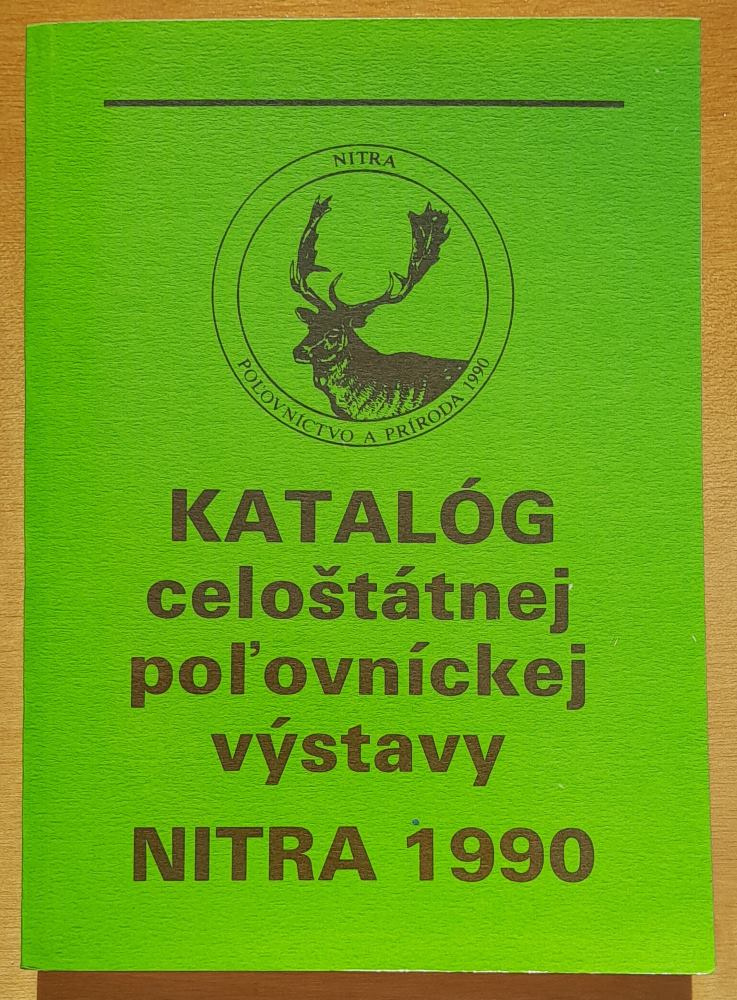 NITRA
POĽOVNÍCTVO A PRÍRODA 1990
KATALÓG
celoštátnej
poľovníckej
výstavy
NITRA 1990